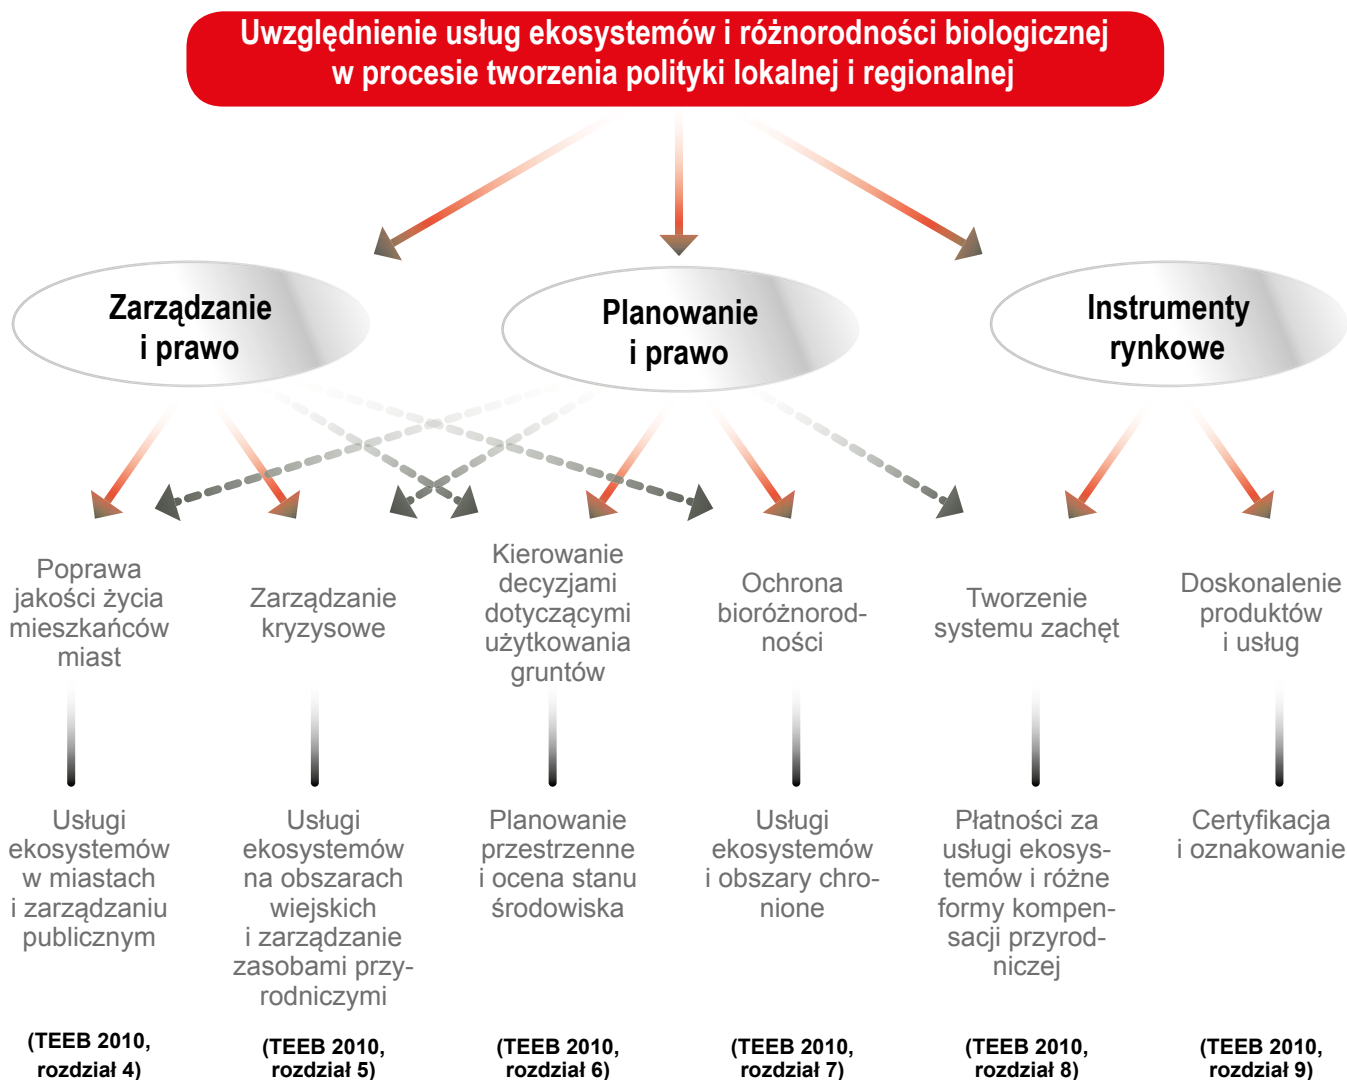 Uwzględnienie usług ekosystemów i różnorodności biologicznej
w procesie tworzenia polityki lokalnej i regionalnej
Zarządzanie
i prawo
Planowanie
i prawo
Instrumenty
rynkowe
Poprawa
jakości życia
mieszkańców
miast
Zarządzanie
kryzysowe
Kierowanie
decyzjami
dotyczącymi
użytkowania
gruntów
Ochrona
bioróżnorod-
ności
Tworzenie
systemu zachęt
Doskonalenie
produktów
i usług
Usługi
ekosystemów
w miastach
i zarządzaniu
publicznym
Usługi
ekosystemów
na obszarach
wiejskich
i zarządzanie
zasobami przy-
rodniczymi
Planowanie
przestrzenne
i ocena stanu
środowiska
Usługi
ekosystemów
i obszary chro-
nione
Płatności za
usługi ekosys-
temów i różne
formy kompen-
sacji przyrod-
niczej
Certyfikacja
i oznakowanie
(TEEB 2010,
rozdział 4)
(TEEB 2010,
rozdział 5)
(TEEB 2010,
rozdział 6)
(TEEB 2010,
rozdział 7)
(TEEB 2010,
rozdział 8)
(TEEB 2010,
rozdział 9)